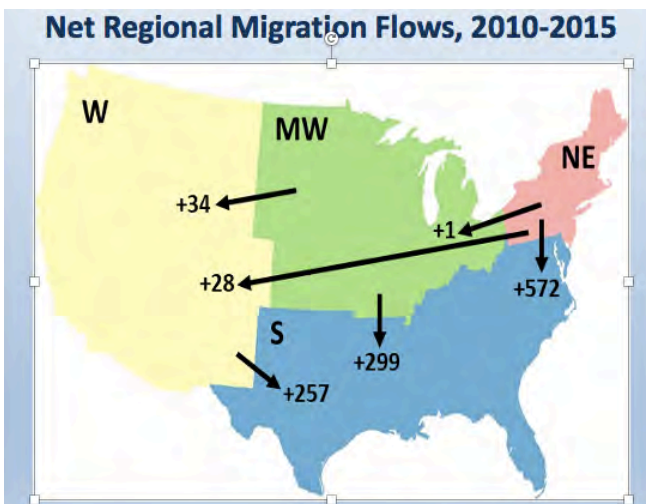 Net Regional Migration Flows, 2010-2015
W
MW
NE
+34
+1
+28
+572
S
+299
+257